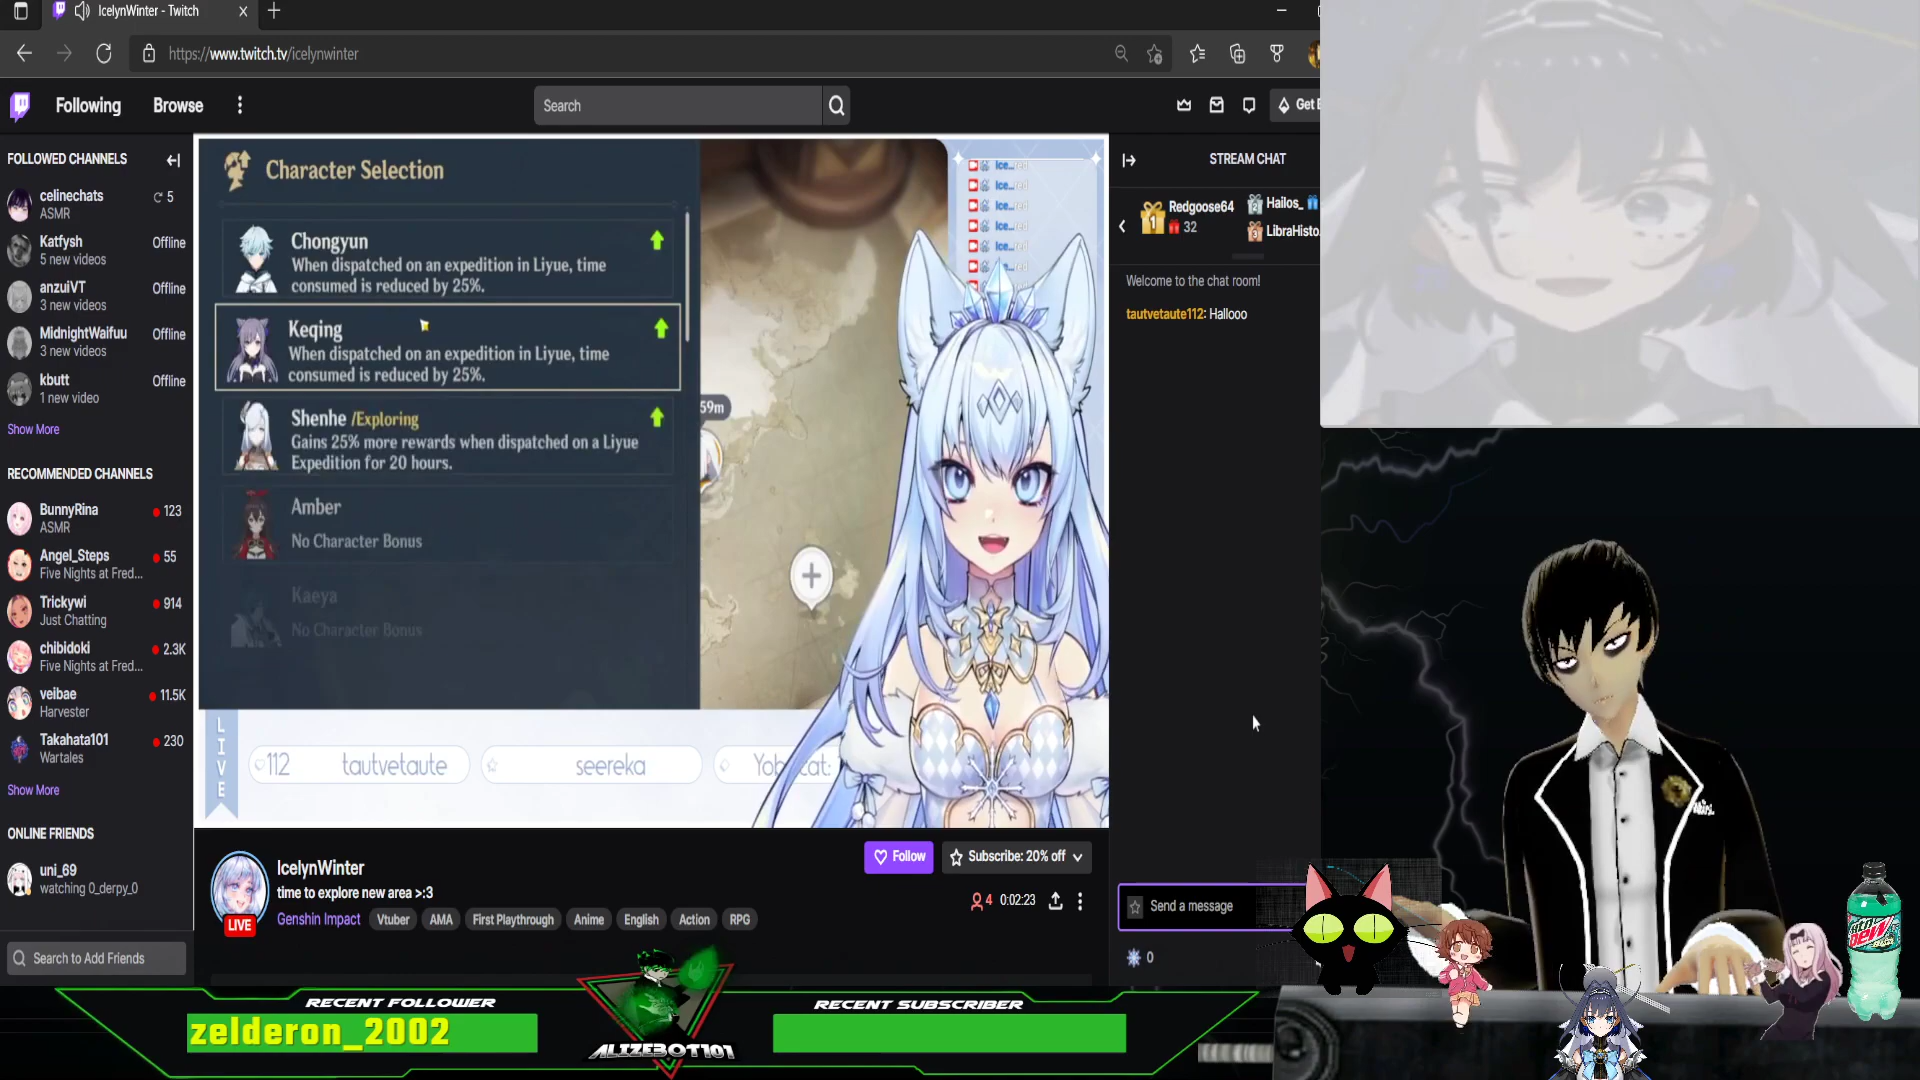 IcelynWinter - Twitch
https://www.twitch.tv/icelynwinter
Following
Browse
Search
FOLLOWED CHANNELS
celinechats
5
ASMR
Katfysh
Offline
5 new videos
anzuiVT
Offline
3 new videos
MidnightWaifuu
Offline
3 new videos
kbutt
Offline
1 new video
Show More
RECOMMENDED CHANNELS
BunnyRina
123
ASMR
Angel_Steps
55
Five Nights at Fred...
Trickywi
914
Just Chatting
chibidoki
2.3K
Five Nights at Fred...
veibae
11.5K
Harvester
Takahata101
230
Wartales
Show More
ONLINE FRIENDS
uni_69
watching 0_derpy_0
Search to Add Friends
Character Selection
Chongyun
When dispatched on an expedition in Liyue, time
consumed is reduced by 25%.
Keqing
When dispatched on an expedition in Liyue, time
consumed is reduced by 25%.
Shenhe /Exploring
Gains 25% more rewards when dispatched on a Liyue
Expedition for 20 hours.
Amber
No Character Bonus
Kaeya
No Character Bonus
59m
LIVE
112
tautvetaute
seereka
IcelynWinter
time to explore new area >:3
Genshin Impact
Vtuber
AMA
First Playthrough
Anime
English
Action
RPG
LIVE
Follow
Subscribe: 20% off
4
0:02:23
STREAM CHAT
1
Redgoose64
32
2
Hailos_
3
LibraHisto
Welcome to the chat room!
tautvetaute112: Hallooo
Send a message
0
RECENT FOLLOWER
zelderon_2002
ALIZEBOT101
RECENT SUBSCRIBER
Mtn
Dew